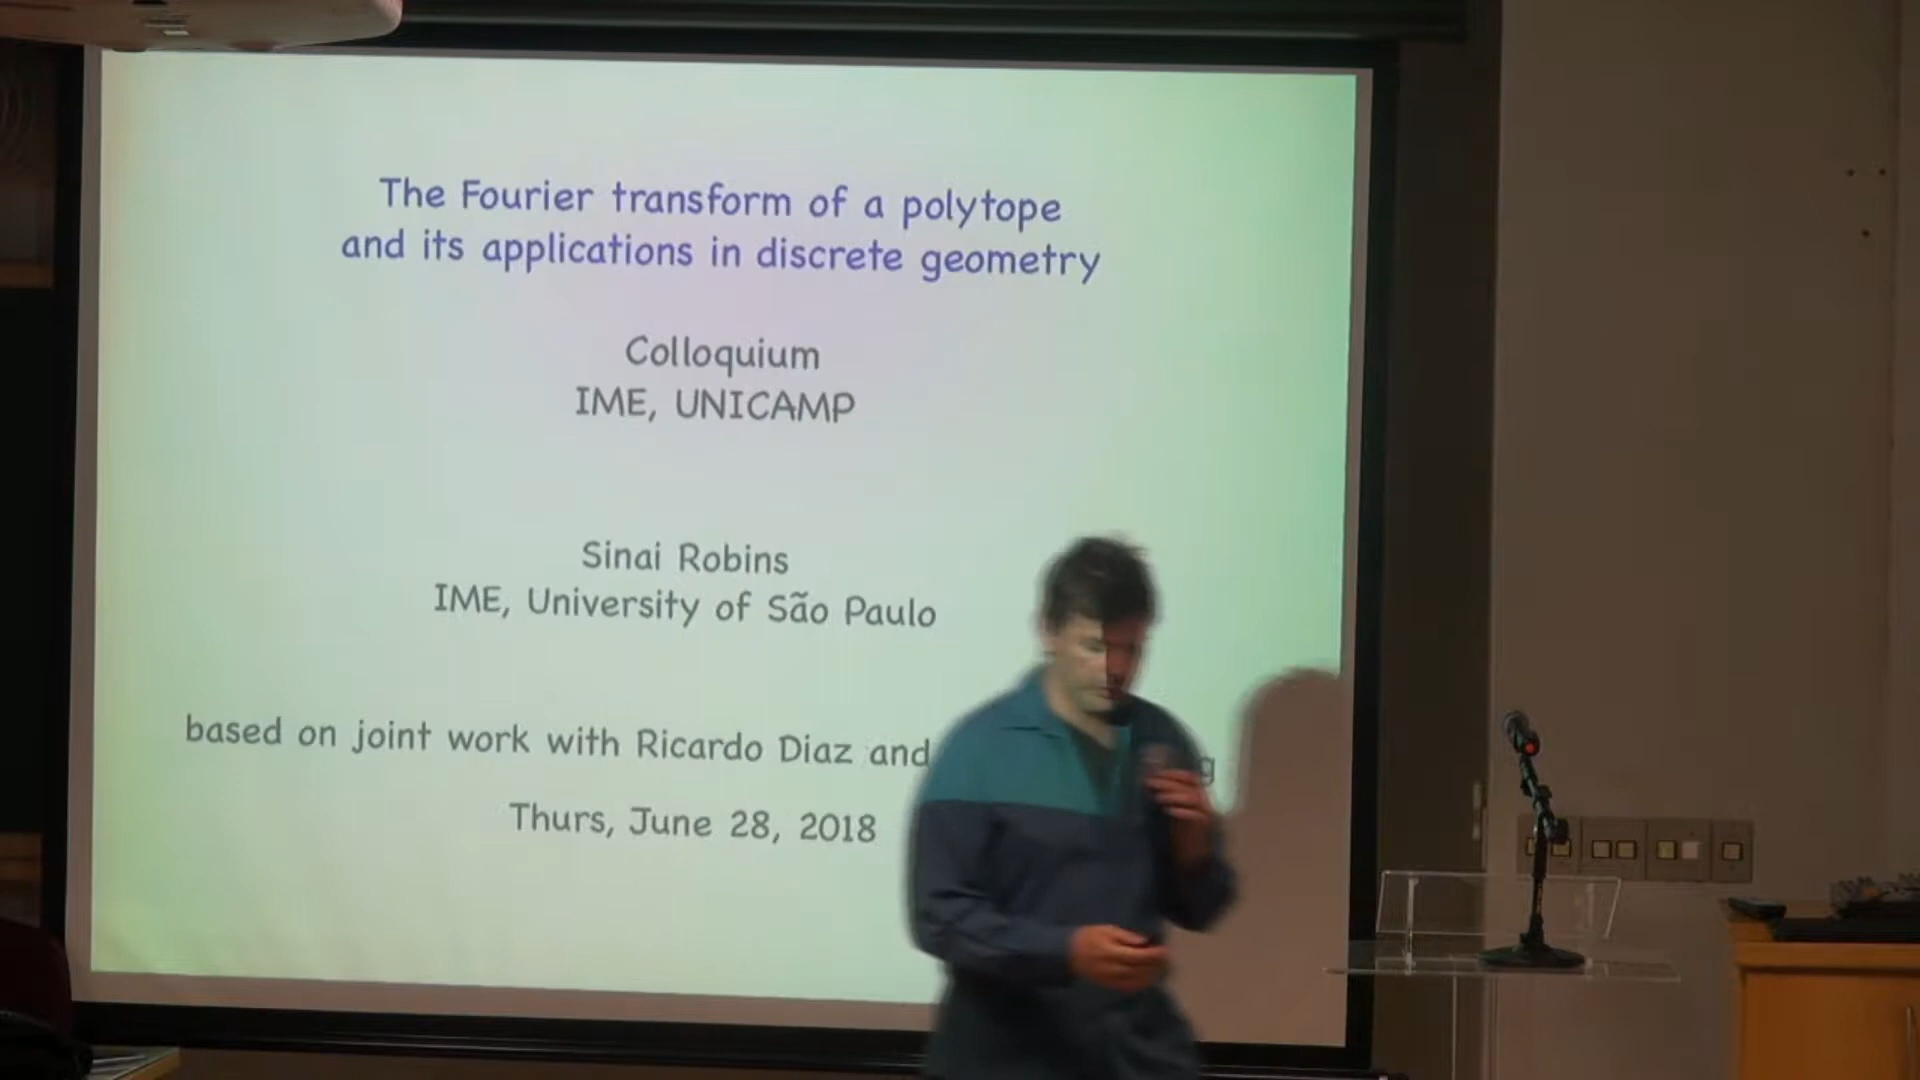 The Fourier transform of a polytope
and its applications in discrete geometry
Colloquium
IME, UNICAMP
Sinai Robins
IME, University of São Paulo
based on joint work with Ricardo Diaz and
Thurs, June 28, 2018